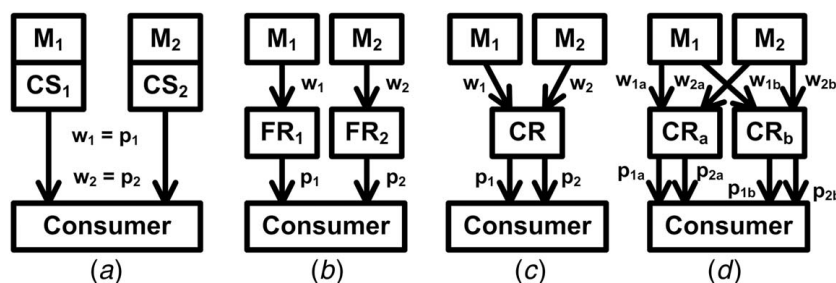 M₁ M₂ M₁ M₂ M₁ M₂ M₁ M₂
CS₁ CS₂
w₁ w₂ w₁ w₂ w₁ₐ w₂ₐ w₁b w₂b
FR₁ FR₂ CR CRₐ CRb
w₁ = p₁
w₂ = p₂
p₁ p₂ p₁ p₂ p₁ₐ p₂ₐ p₁b p₂b
Consumer Consumer Consumer Consumer
(a) (b) (c) (d)